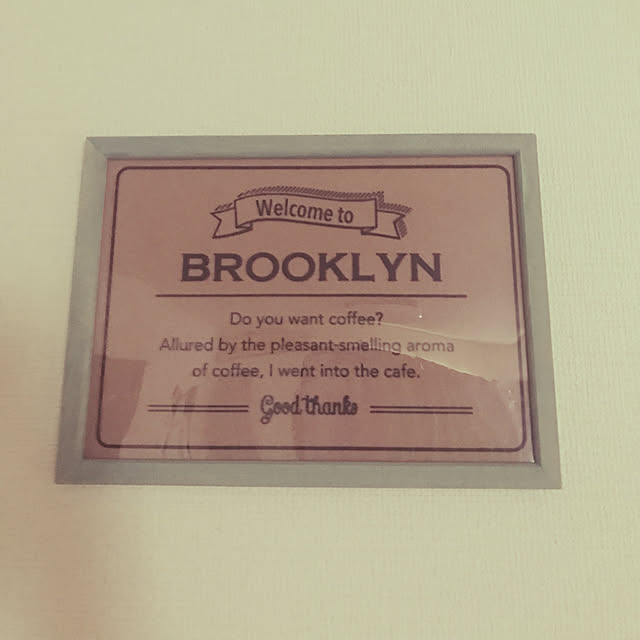 Welcome to
BROOKLYN
Do you want coffee?
Allured by the pleasant-smelling aroma
of coffee, I went into the cafe.
Good thanks